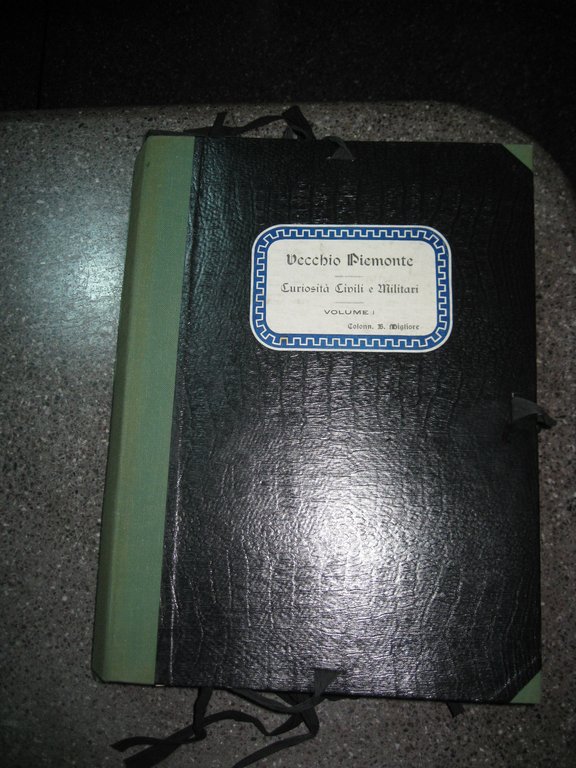 Vecchio Piemonte
Curiosità Civili e Militari
VOLUME I
Colonn. B. Migliore